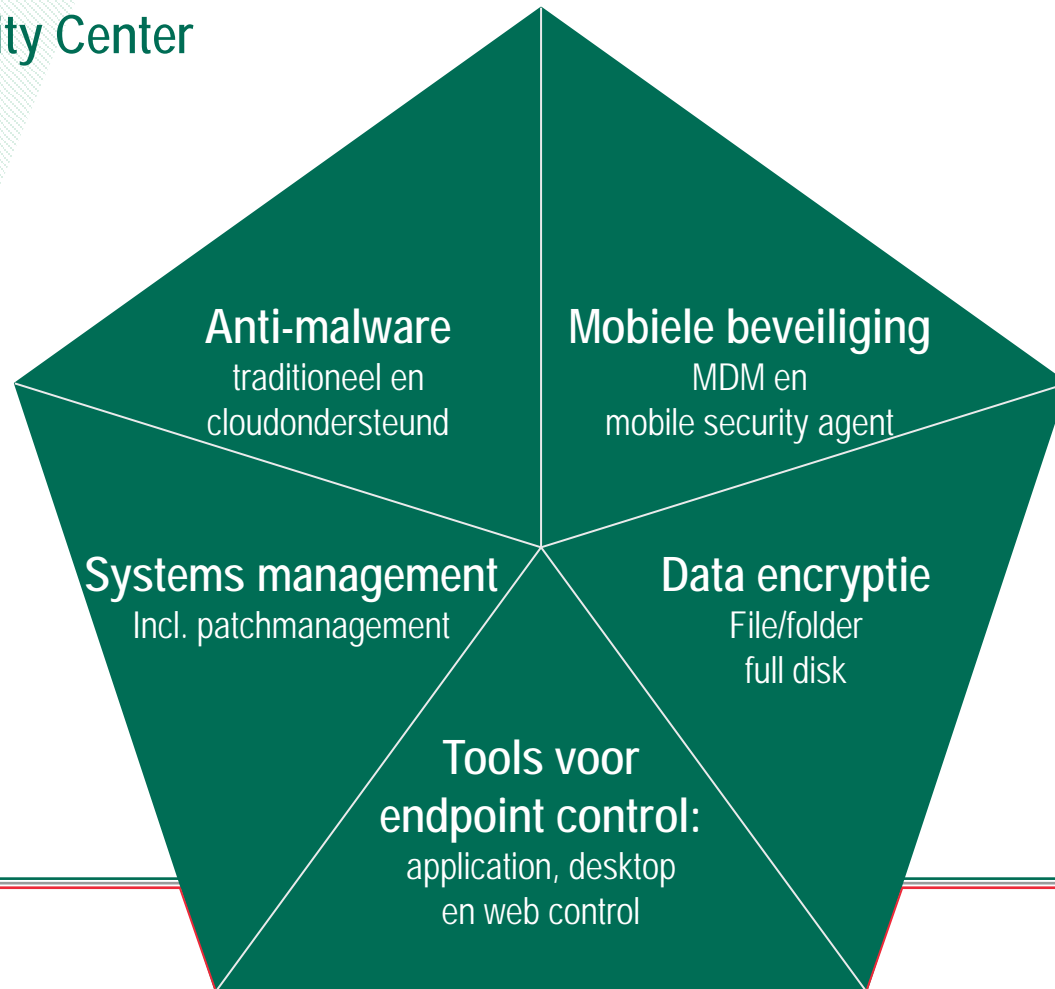 ity Center
Anti-malware
traditioneel en
cloudondersteund
Mobiele beveiliging
MDM en
mobile security agent
Systems management
Incl. patchmanagement
Data encryptie
File/folder
full disk
Tools voor
endpoint control:
application, desktop
en web control